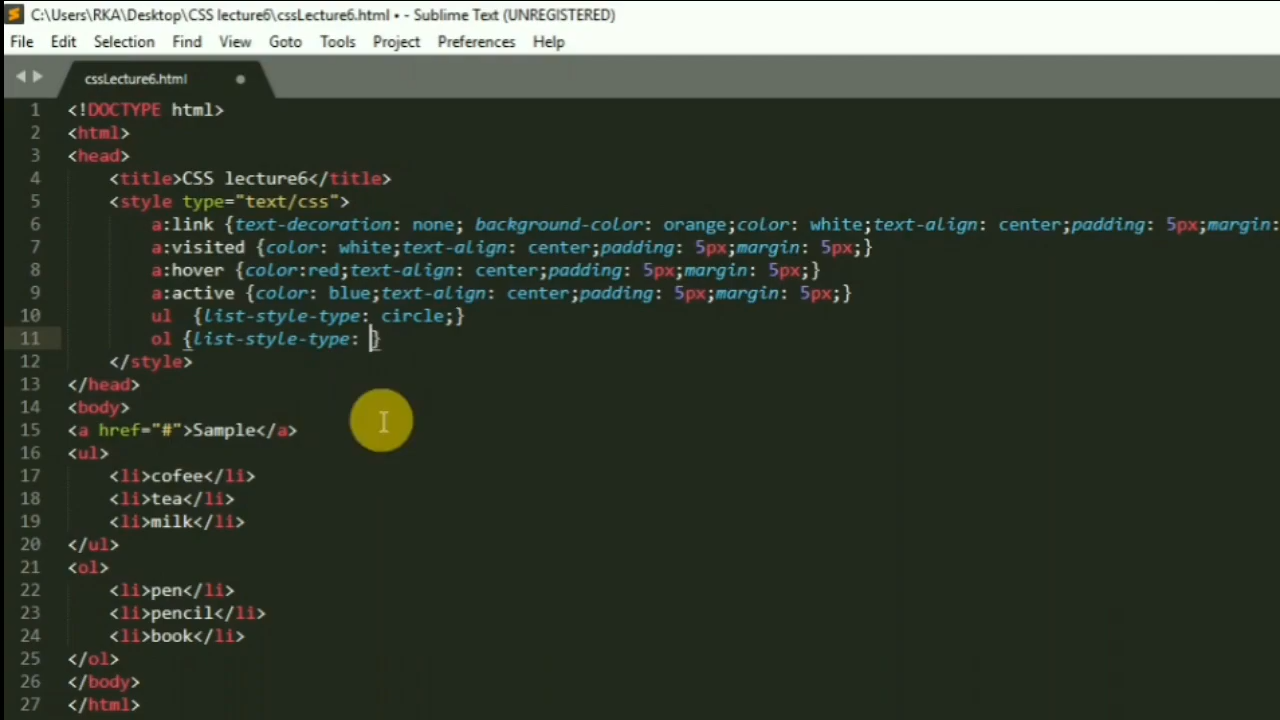 C:\Users\RKA\Desktop\CSS lecture6\cssLecture6.html • - Sublime Text (UNREGISTERED)
File Edit Selection Find View Goto Tools Project Preferences Help
cssLecture6.html
1 <!DOCTYPE html>
2 <html>
3 <head>
4 <title>CSS lecture6</title>
5 <style type="text/css">
6 a:link {text-decoration: none; background-color: orange;color: white;text-align: center;padding: 5px;margin:
7 a:visited {color: white;text-align: center;padding: 5px;margin: 5px;}
8 a:hover {color:red;text-align: center;padding: 5px;margin: 5px;}
9 a:active {color: blue;text-align: center;padding: 5px;margin: 5px;}
10 ul  {list-style-type: circle;}
11 ol {list-style-type: }
12 </style>
13 </head>
14 <body>
15 <a href="#">Sample</a>
16 <ul>
17 <li>cofee</li>
18 <li>tea</li>
19 <li>milk</li>
20 </ul>
21 <ol>
22 <li>pen</li>
23 <li>pencil</li>
24 <li>book</li>
25 </ol>
26 </body>
27 </html>